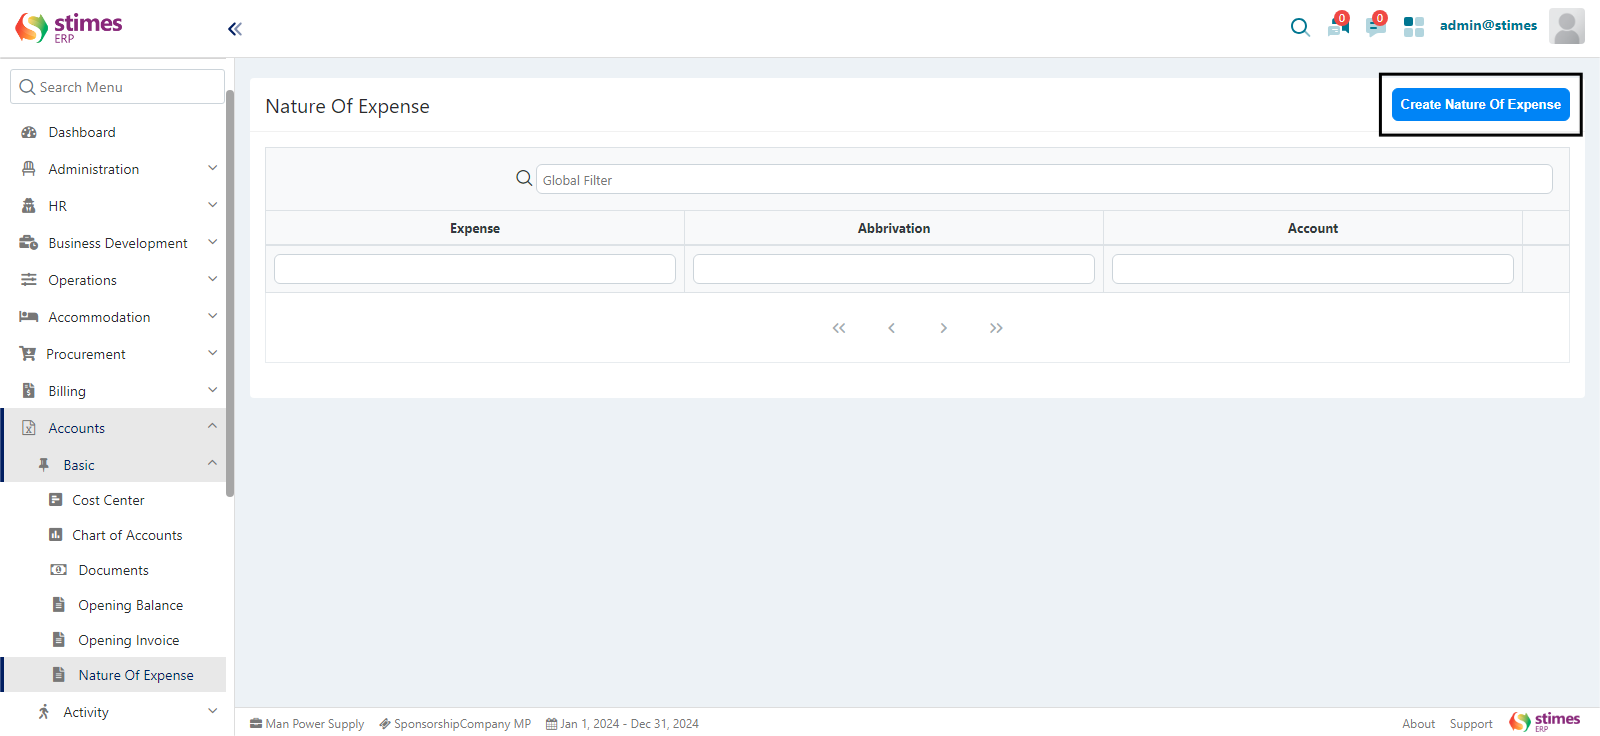 stimes
ERP
0
0
admin@stimes
Search Menu
Dashboard
Administration
HR
Business Development
Operations
Accommodation
Procurement
Billing
Accounts
Basic
Cost Center
Chart of Accounts
Documents
Opening Balance
Opening Invoice
Nature Of Expense
Activity
Nature Of Expense
Create Nature Of Expense
Global Filter
Expense Abbrivation Account
Man Power Supply SponsorshipCompany MP Jan 1, 2024 - Dec 31, 2024
About Support stimes
ERP